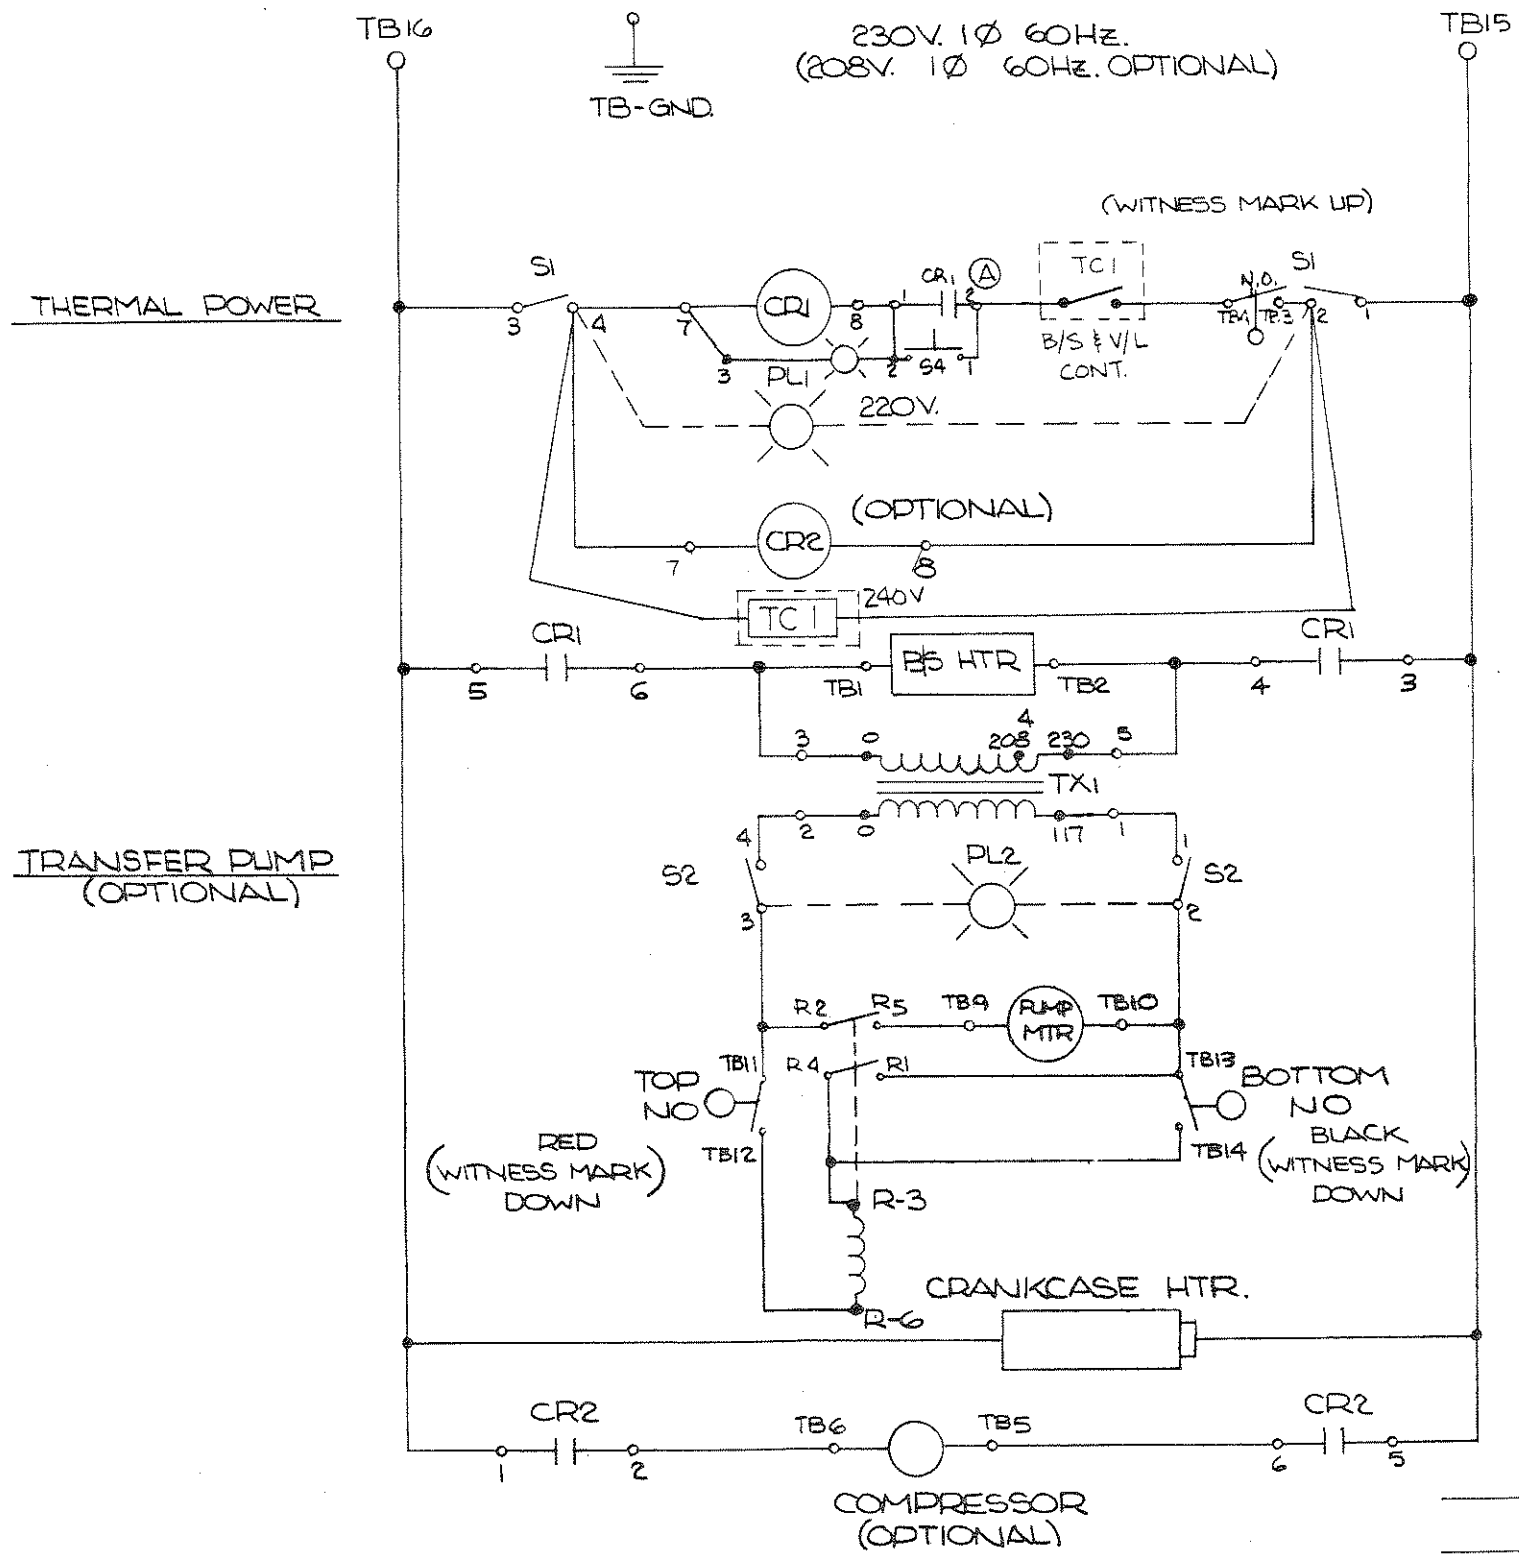 TB16
TB15
230V. 1Ø 60HZ.
(208V. 1Ø 60HZ. OPTIONAL)
TB-GND.
(WITNESS MARK UP)
THERMAL POWER
S1
3
4
7
CR1
8
1
CR1
2
A
TC1
B/S & V/L
CONT.
N.O.
TB4
TB3
S1
2
1
3
PL1
2
S4
1
220V.
(OPTIONAL)
7
CR2
8
TC1
240V
CR1
CR1
5
6
TB1
B/S HTR
TB2
4
3
3
0
4
208
230
5
TX1
2
0
117
1
TRANSFER PUMP
(OPTIONAL)
4
S2
3
PL2
1
S2
2
R2
R5
TB9
PUMP
MTR
TB10
TB11
R4
R1
TB13
TOP
NO
BOTTOM
NO
TB12
TB14
RED
(WITNESS MARK)
DOWN
BLACK
(WITNESS MARK)
DOWN
R-3
R-6
CRANKCASE HTR.
CR2
1
2
TB6
TB5
CR2
6
5
COMPRESSOR
(OPTIONAL)